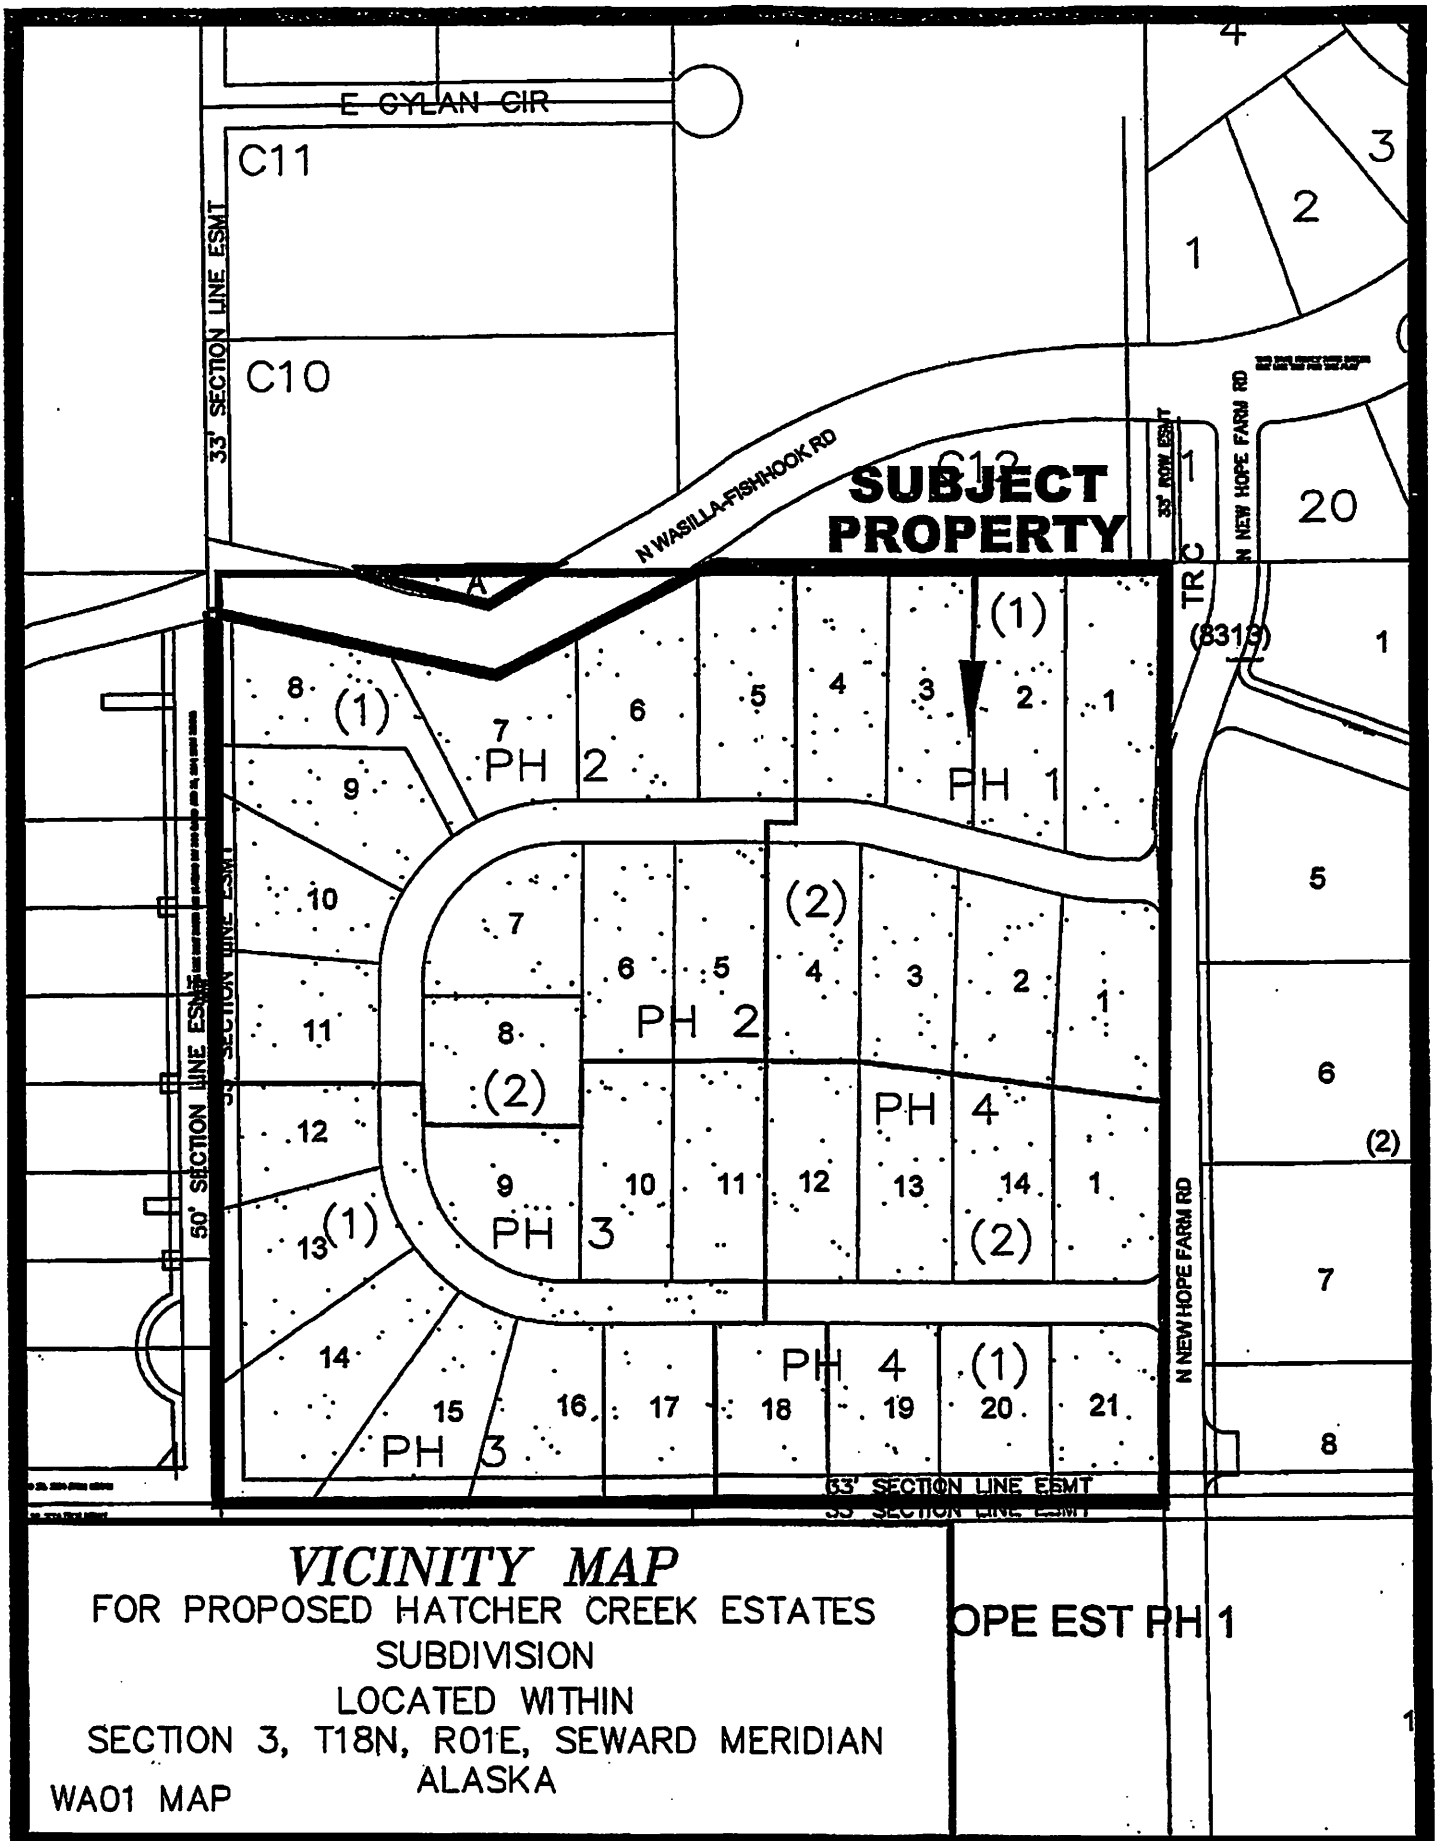 4
E GYLAN CIR
C11
3
2
1
33' SECTION LINE ESMT
C10
N WASILLA-FISHHOOK RD
C12
SUBJECT
PROPERTY
33' ROW ESMT
1
N NEW HOPE FARM RD
20
TR C
A
(1)
(8313)
1
8
(1)
7
6
5
4
3
2
1
PH 2
PH 1
9
10
7
(2)
5
6
5
4
3
2
1
33' SECTION LINE ESMT
50' SECTION LINE ESMT
11
8
PH 2
(2)
PH 4
6
(2)
12
9
10
11
12
13
14
1
13
(1)
PH 3
(2)
N NEW HOPE FARM RD
7
14
PH 4
(1)
15
16
17
18
19
20
21
PH 3
8
33' SECTION LINE ESMT
33' SECTION LINE ESMT
VICINITY MAP
FOR PROPOSED HATCHER CREEK ESTATES
SUBDIVISION
LOCATED WITHIN
SECTION 3, T18N, R01E, SEWARD MERIDIAN
ALASKA
WA01 MAP
OPE EST PH 1
1